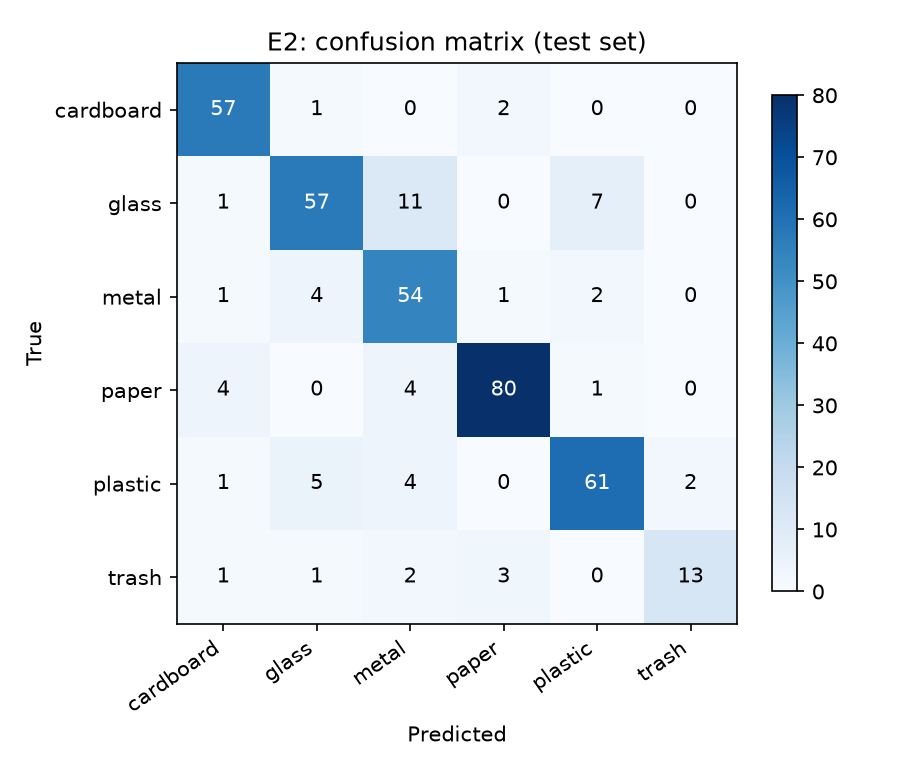 E2: confusion matrix (test set)
cardboard 57 1 0 2 0 0
glass 1 57 11 0 7 0
metal 1 4 54 1 2 0
paper 4 0 4 80 1 0
plastic 1 5 4 0 61 2
trash 1 1 2 3 0 13
True
cardboard glass metal paper plastic trash
Predicted
80
70
60
50
40
30
20
10
0